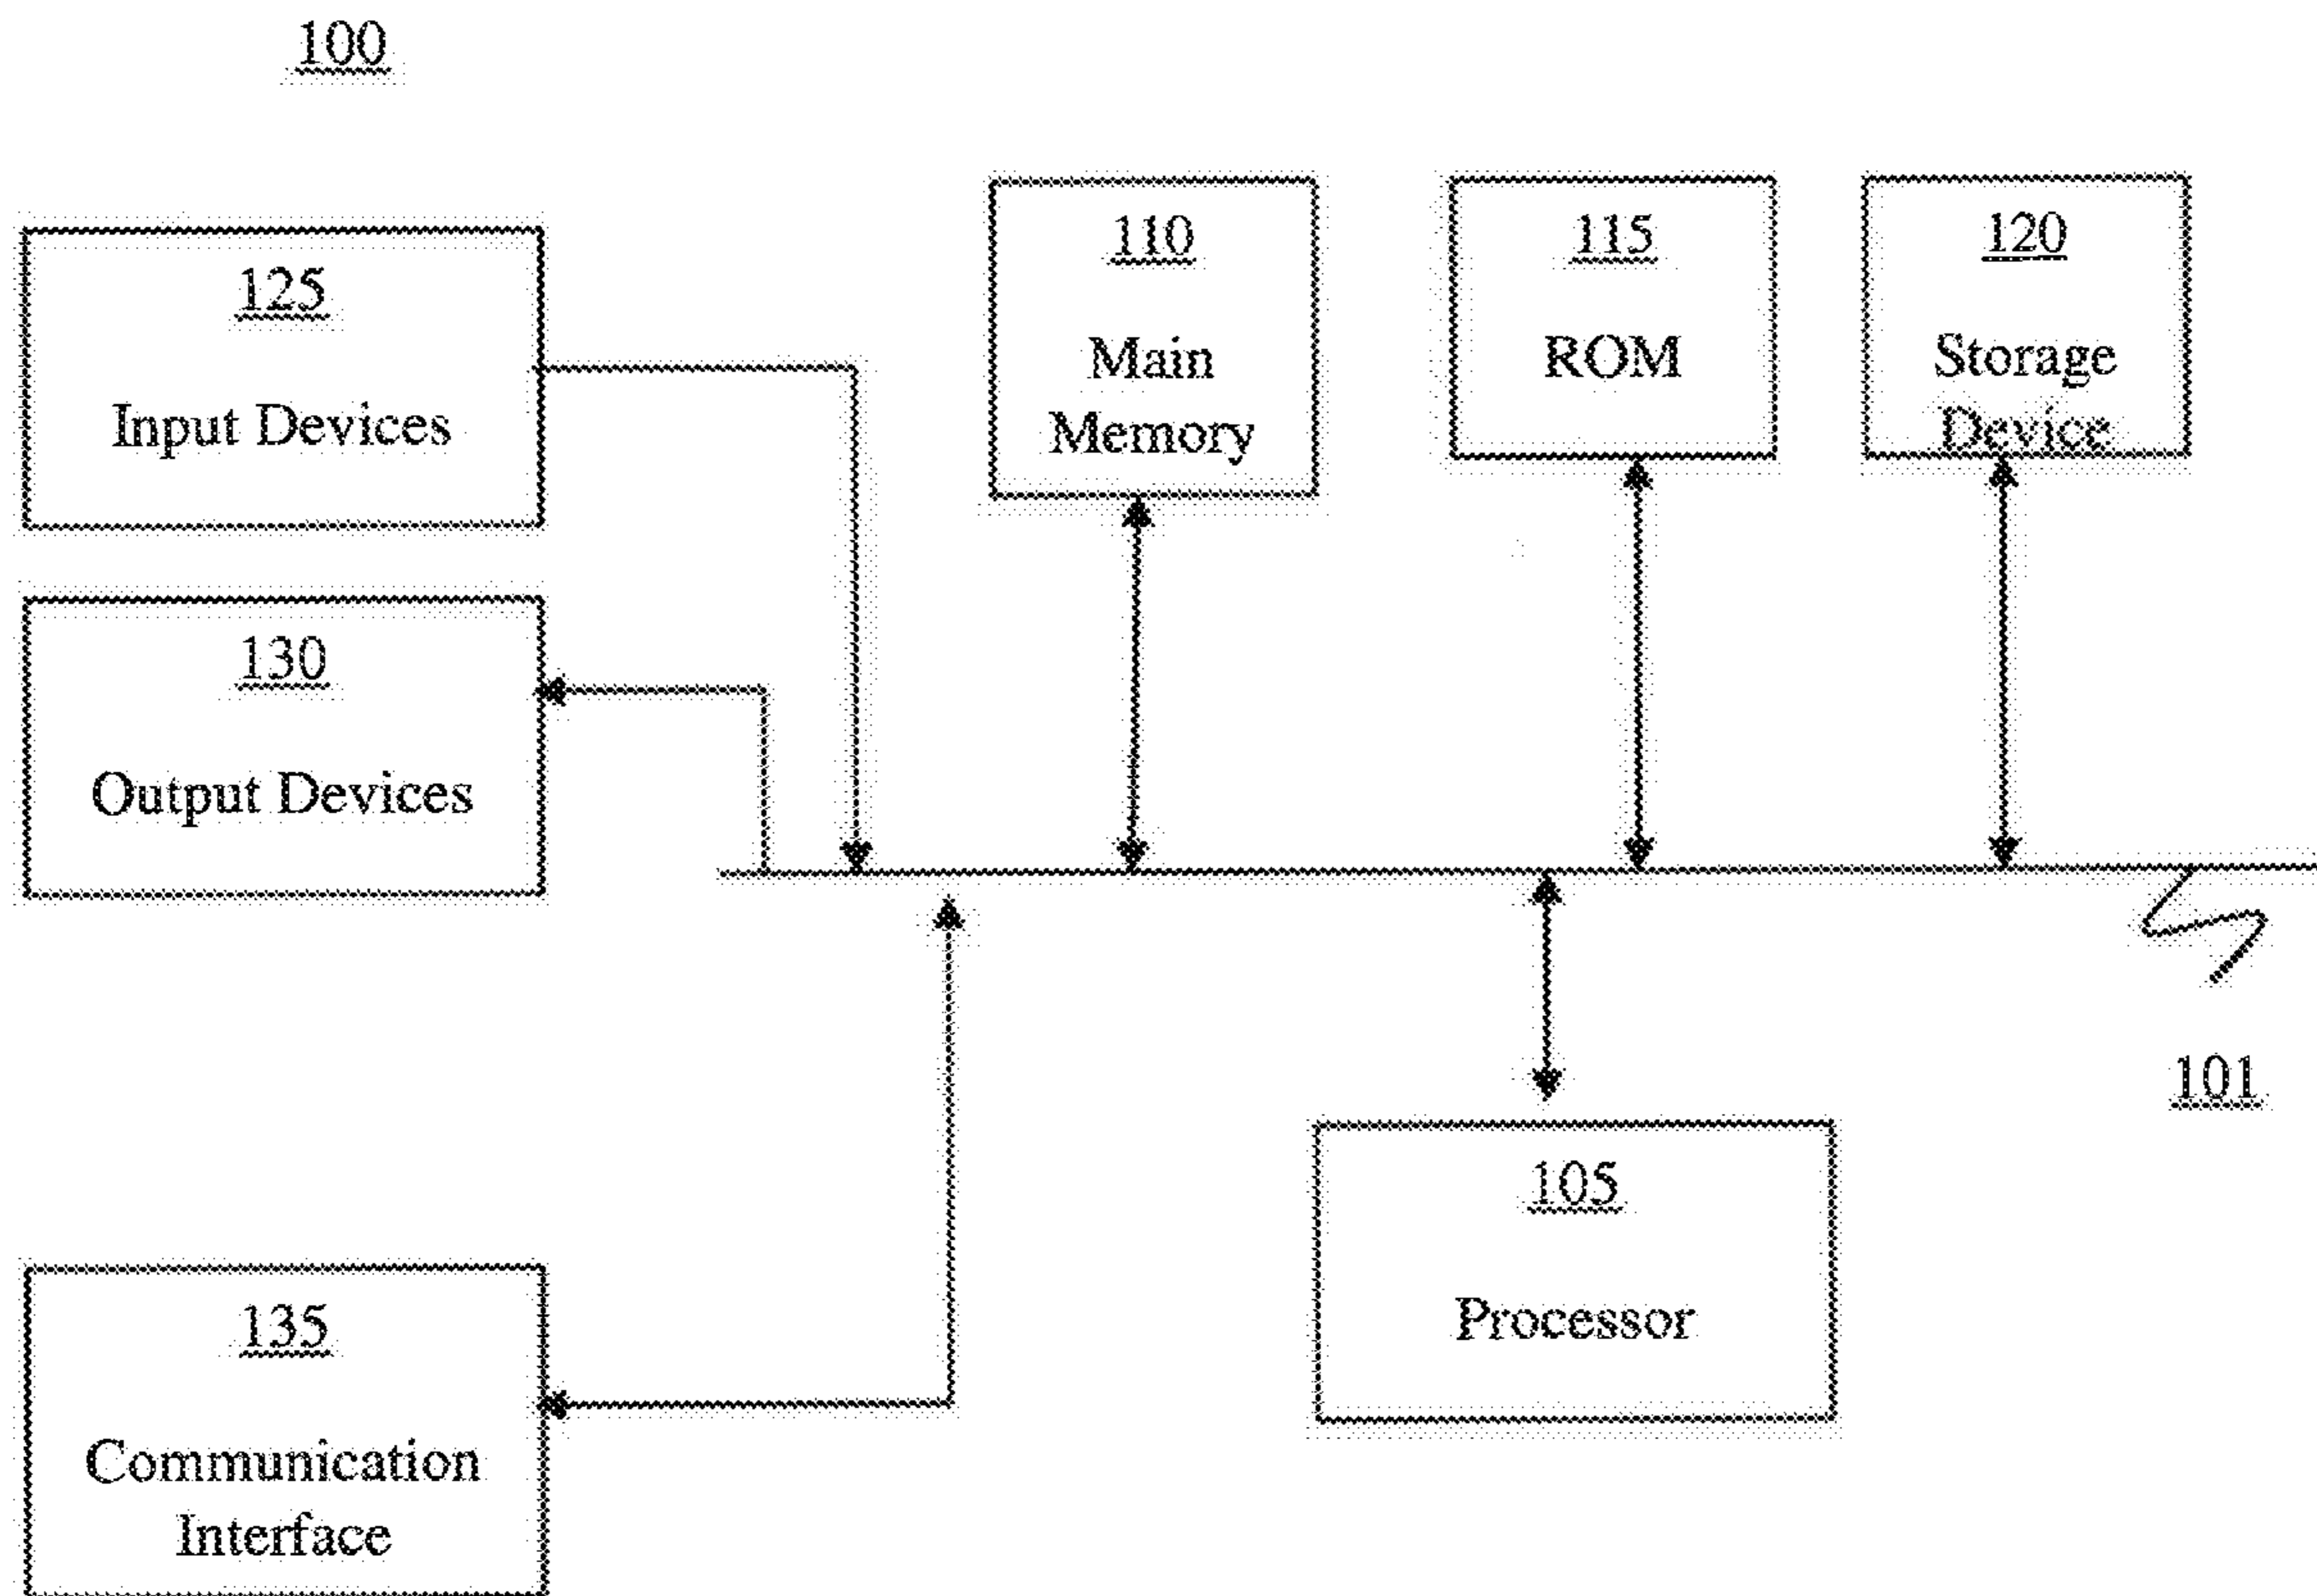 100
125
Input Devices
130
Output Devices
110
Main
Memory
115
ROM
120
Storage
Device
101
105
Processor
135
Communication
Interface